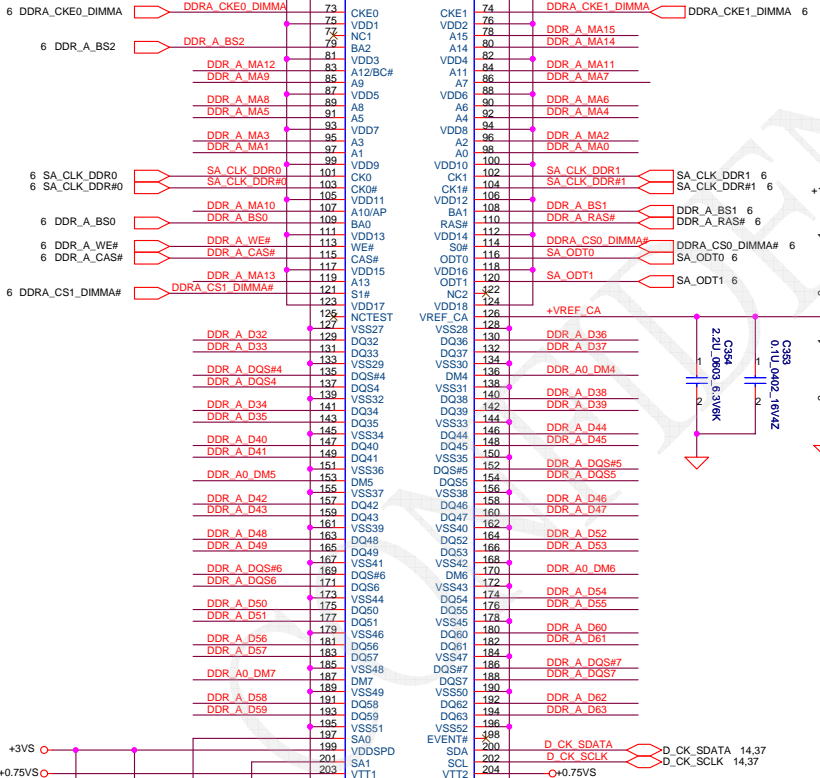 6 DDRA_CKE0_DIMMA DDRA_CKE0_DIMMA 73 CKE0 CKE1 74 DDRA_CKE1_DIMMA DDRA_CKE1_DIMMA 6
75 VDD1 VDD2 76
77 NC1 A15 78 DDR_A_MA15
6 DDR_A_BS2 DDR_A_BS2 79 BA2 A14 80 DDR_A_MA14
81 VDD3 VDD4 82
DDR_A_MA12 83 A12/BC# A11 84 DDR_A_MA11
DDR_A_MA9 85 A9 A7 86 DDR_A_MA7
87 VDD5 VDD6 88
DDR_A_MA8 89 A8 A6 90 DDR_A_MA6
DDR_A_MA5 91 A5 A4 92 DDR_A_MA4
93 VDD7 VDD8 94
DDR_A_MA3 95 A3 A2 96 DDR_A_MA2
DDR_A_MA1 97 A1 A0 98 DDR_A_MA0
99 VDD9 VDD10 100
6 SA_CLK_DDR0 SA_CLK_DDR0 101 CK0 CK1 102 SA_CLK_DDR1 SA_CLK_DDR1 6
6 SA_CLK_DDR#0 SA_CLK_DDR#0 103 CK0# CK1# 104 SA_CLK_DDR#1 SA_CLK_DDR#1 6
105 VDD11 VDD12 106
DDR_A_MA10 107 A10/AP BA1 108 DDR_A_BS1 DDR_A_BS1 6
6 DDR_A_BS0 DDR_A_BS0 109 BA0 RAS# 110 DDR_A_RAS# DDR_A_RAS# 6
111 VDD13 VDD14 112
6 DDR_A_WE# DDR_A_WE# 113 WE# S0# 114 DDRA_CS0_DIMMA# DDRA_CS0_DIMMA# 6
6 DDR_A_CAS# DDR_A_CAS# 115 CAS# ODT0 116 SA_ODT0 SA_ODT0 6
117 VDD15 VDD16 118
DDR_A_MA13 119 A13 ODT1 120 SA_ODT1 SA_ODT1 6
6 DDRA_CS1_DIMMA# DDRA_CS1_DIMMA# 121 S1# NC2 122
123 VDD17 VDD18 124
125 NCTEST VREF_CA 126 +VREF_CA
127 VSS27 VSS28 128
DDR_A_D32 129 DQ32 DQ36 130 DDR_A_D36
DDR_A_D33 131 DQ33 DQ37 132 DDR_A_D37
133 VSS29 VSS30 134
DDR_A_DQS#4 135 DQS#4 DM4 136 DDR_A0_DM4
DDR_A_DQS4 137 DQS4 VSS31 138
139 VSS32 DQ38 140 DDR_A_D38
DDR_A_D34 141 DQ34 DQ39 142 DDR_A_D39
DDR_A_D35 143 DQ35 VSS33 144
145 VSS34 DQ44 146 DDR_A_D44
DDR_A_D40 147 DQ40 DQ45 148 DDR_A_D45
DDR_A_D41 149 DQ41 VSS35 150
151 VSS36 DQS#5 152 DDR_A_DQS#5
DDR_A0_DM5 153 DM5 DQS5 154 DDR_A_DQS5
155 VSS37 VSS38 156
DDR_A_D42 157 DQ42 DQ46 158 DDR_A_D46
DDR_A_D43 159 DQ43 DQ47 160 DDR_A_D47
161 VSS39 VSS40 162
DDR_A_D48 163 DQ48 DQ52 164 DDR_A_D52
DDR_A_D49 165 DQ49 DQ53 166 DDR_A_D53
167 VSS41 VSS42 168
DDR_A_DQS#6 169 DQS#6 DM6 170 DDR_A0_DM6
DDR_A_DQS6 171 DQS6 VSS43 172
173 VSS44 DQ54 174 DDR_A_D54
DDR_A_D50 175 DQ50 DQ55 176 DDR_A_D55
DDR_A_D51 177 DQ51 VSS45 178
179 VSS46 DQ60 180 DDR_A_D60
DDR_A_D56 181 DQ56 DQ61 182 DDR_A_D61
DDR_A_D57 183 DQ57 VSS47 184
185 VSS48 DQS#7 186 DDR_A_DQS#7
DDR_A0_DM7 187 DM7 DQS7 188 DDR_A_DQS7
189 VSS49 VSS50 190
DDR_A_D58 191 DQ58 DQ62 192 DDR_A_D62
DDR_A_D59 193 DQ59 DQ63 194 DDR_A_D63
195 VSS51 VSS52 196
197 SA0 EVENT# 198
+3VS 199 VDDSPD SDA 200 D_CK_SDATA D_CK_SDATA 14,37
201 SA1 SCL 202 D_CK_SCLK D_CK_SCLK 14,37
+0.75VS 203 VTT1 VTT2 204 +0.75VS
C354
2.2U_0603_6.3V6K
1
2
C353
0.1U_0402_16V4Z
1
2